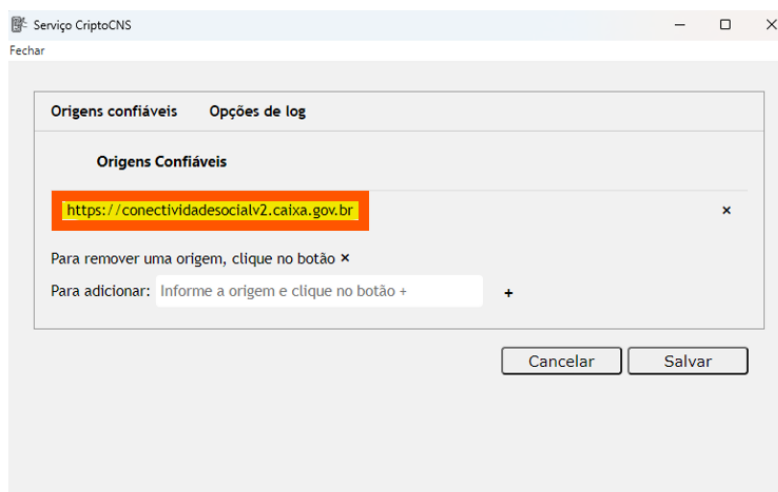 Serviço CriptoCNS
Fechar
Origens confiáveis Opções de log
Origens Confiáveis
https://conectividadesocialv2.caixa.gov.br ×
Para remover uma origem, clique no botão ×
Para adicionar: Informe a origem e clique no botão + +
Cancelar Salvar